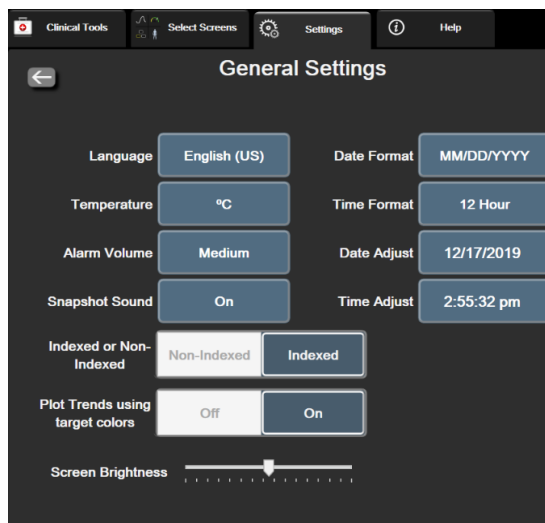 Clinical Tools
Select Screens
Settings
Help
General Settings
Language
English (US)
Date Format
MM/DD/YYYY
Temperature
ºC
Time Format
12 Hour
Alarm Volume
Medium
Date Adjust
12/17/2019
Snapshot Sound
On
Time Adjust
2:55:32 pm
Indexed or Non-
Indexed
Non-Indexed
Indexed
Plot Trends using
target colors
Off
On
Screen Brightness